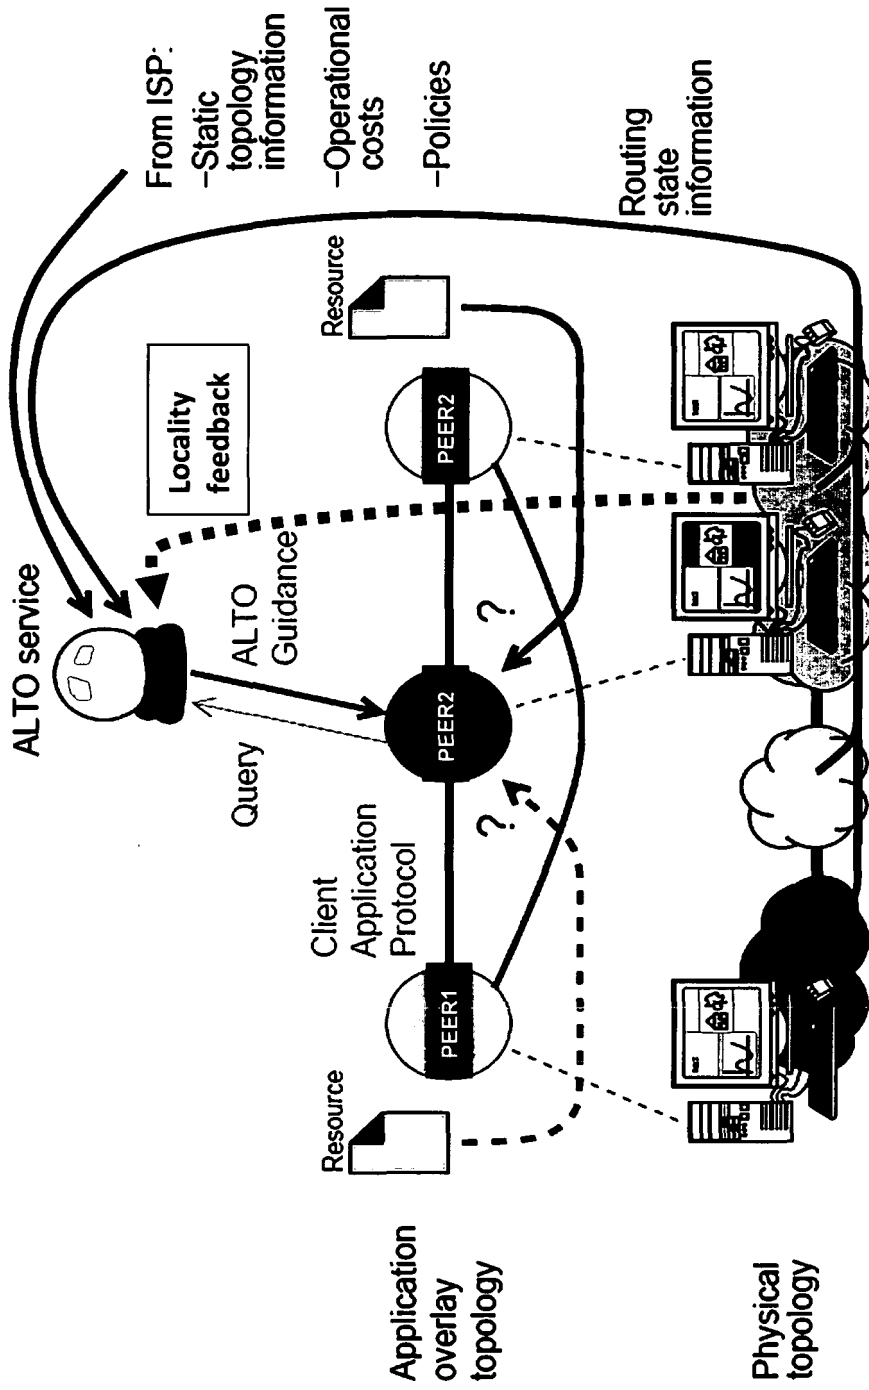 ALTO service
Query
ALTO
Guidance
Locality
feedback
From ISP:
–Static
topology
information
–Operational
costs
–Policies
Routing
state
information
Application
overlay
topology
Resource
PEER1
Client
Application
Protocol
?
PEER2
?
PEER2
Resource
Physical
topology